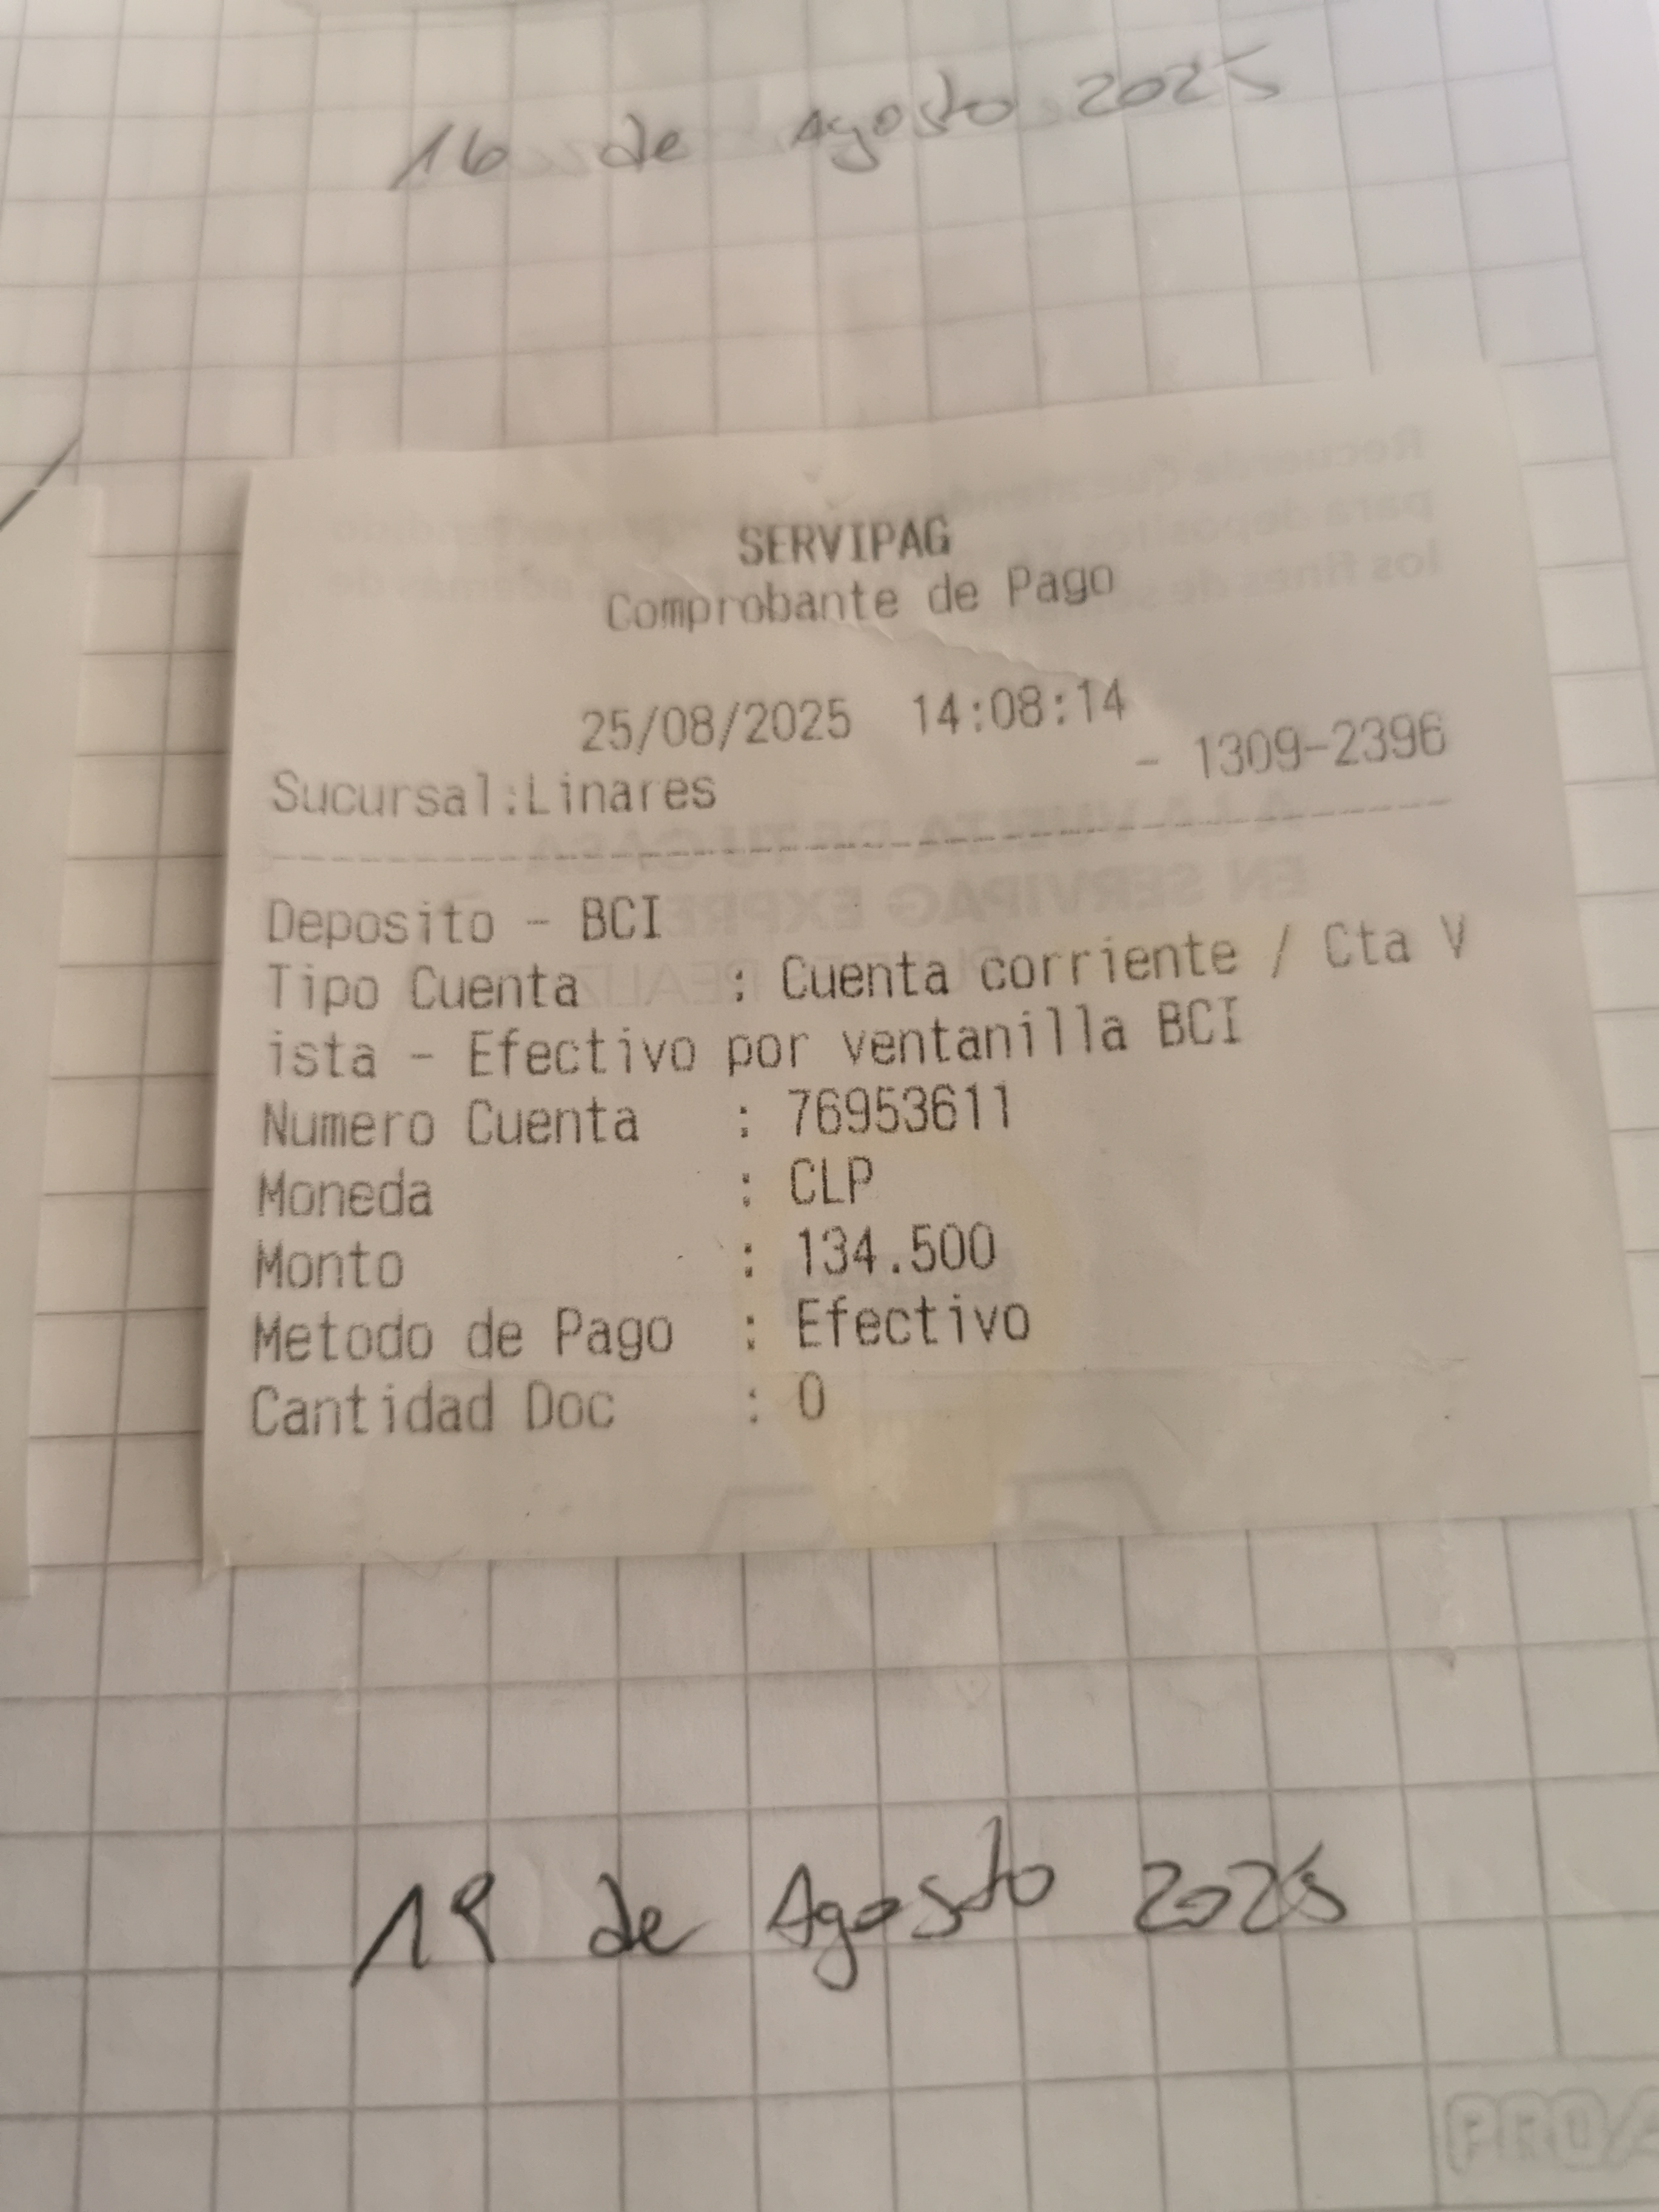 16 de Agosto 2025
SERVIPAG
Comprobante de Pago
25/08/2025 14:08:14
Sucursal:Linares - 1309-2396
Deposito - BCI
Tipo Cuenta : Cuenta corriente / Cta V
ista - Efectivo por ventanilla BCI
Numero Cuenta : 76953611
Moneda : CLP
Monto : 134.500
Metodo de Pago : Efectivo
Cantidad Doc : 0
19 de Agosto 2025